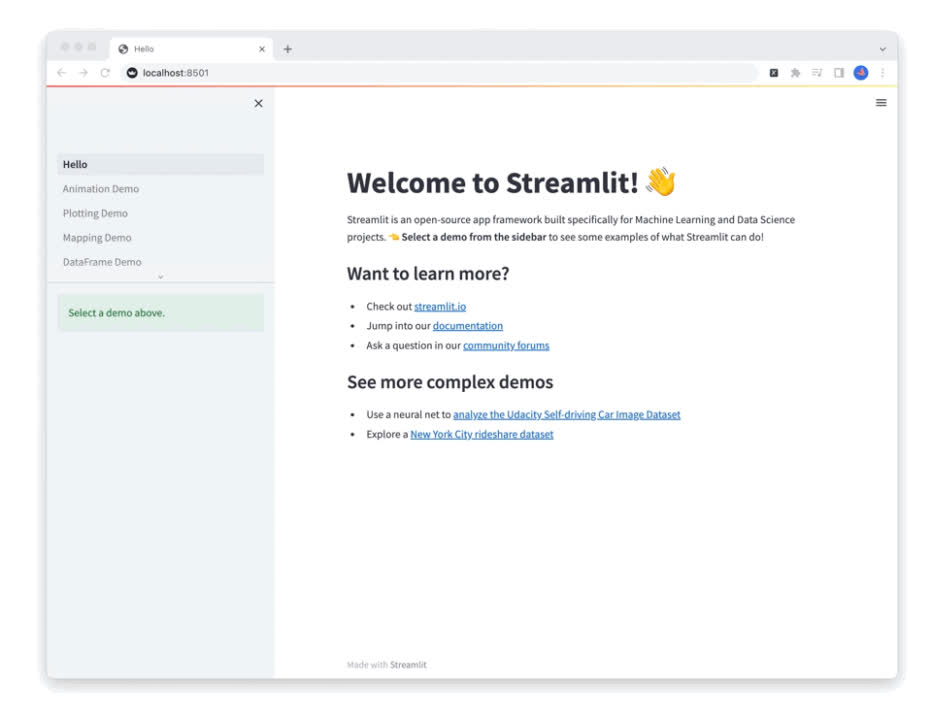 Hello
localhost:8501
Hello
Animation Demo
Plotting Demo
Mapping Demo
DataFrame Demo
Select a demo above.
Welcome to Streamlit! 👋
Streamlit is an open-source app framework built specifically for Machine Learning and Data Science
projects. 👈 Select a demo from the sidebar to see some examples of what Streamlit can do!
Want to learn more?
• Check out streamlit.io
• Jump into our documentation
• Ask a question in our community forums
See more complex demos
• Use a neural net to analyze the Udacity Self-driving Car Image Dataset
• Explore a New York City rideshare dataset
Made with Streamlit